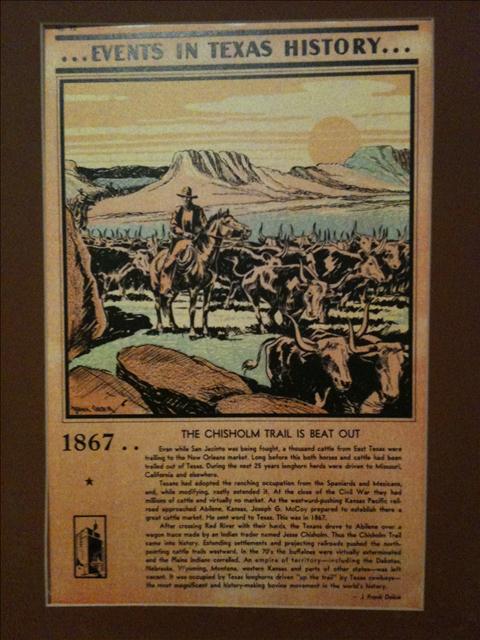 ...EVENTS IN TEXAS HISTORY...
1867 . .
THE CHISHOLM TRAIL IS BEAT OUT
Even while San Jacinto was being fought, a thousand cattle from East Texas were
trailing to the New Orleans market. Long before this both horses and cattle had been
trailed out of Texas. During the next 25 years longhorn herds were driven to Missouri,
California and elsewhere.
Texans had adopted the ranching occupation from the Spaniards and Mexicans,
and, while modifying, vastly extended it. At the close of the Civil War they had
millions of cattle and virtually no market. As the westward-pushing Kansas Pacific rail-
road approached Abilene, Kansas, Joseph G. McCoy prepared to establish there a
great cattle market. He sent word to Texas. This was in 1867.
After crossing Red River with their herds, the Texans drove to Abilene over a
wagon trace made by an Indian trader named Jesse Chisholm. Thus the Chisholm Trail
came into history. Extending settlements and projecting railroads pushed the north-
pointing cattle trails westward. In the 70's the buffaloes were virtually exterminated
and the Plains Indians corralled. An empire of territory—including the Dakotas,
Nebraska, Wyoming, Montana, western Kansas and parts of other states—was left
vacant. It was occupied by Texas longhorns driven "up the trail" by Texas cowboys—
the most significant and history-making bovine movement in the world's history.
— J. Frank Dobie